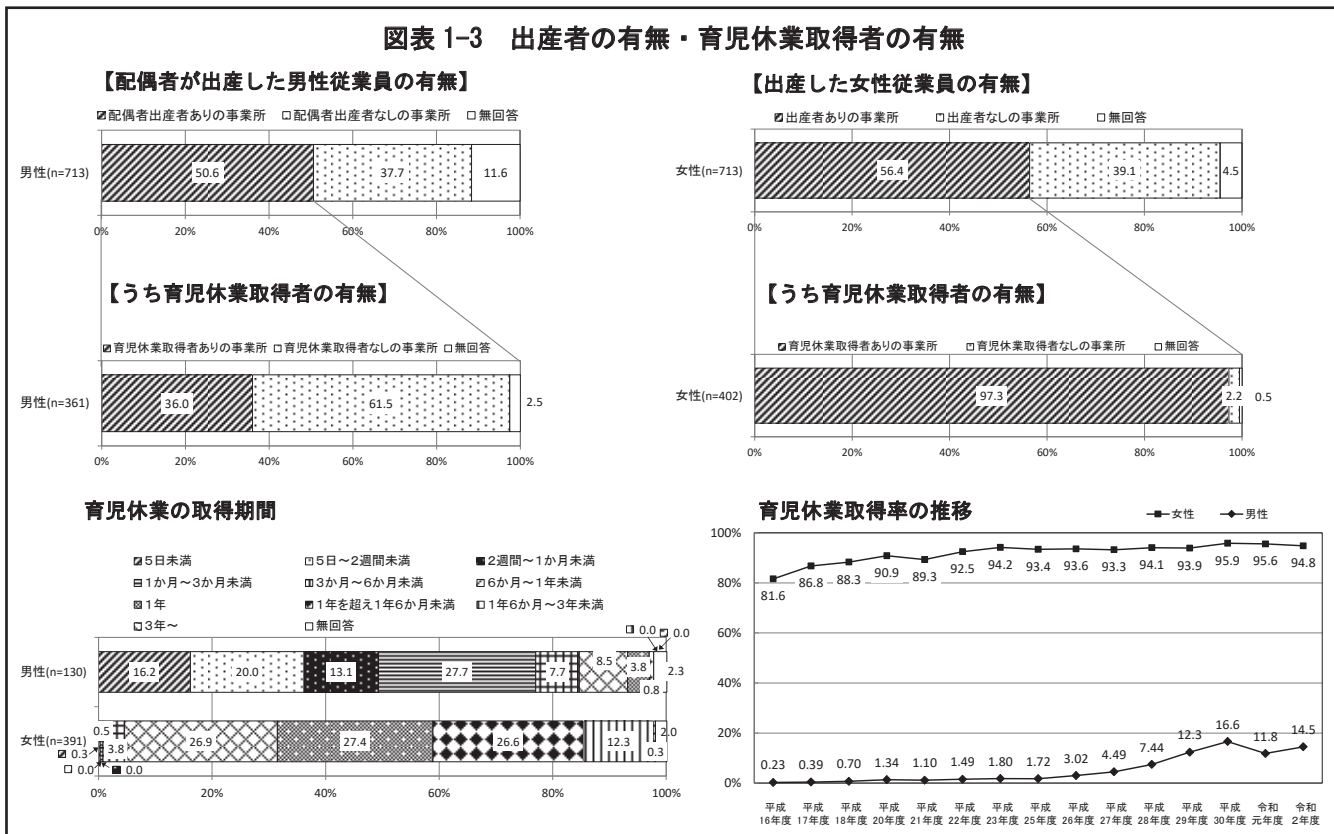 図表 1-3　出産者の有無・育児休業取得者の有無
【配偶者が出産した男性従業員の有無】
配偶者出産者ありの事業所　配偶者出産者なしの事業所　無回答
男性(n=713)　50.6　37.7　11.6
0%　20%　40%　60%　80%　100%
【うち育児休業取得者の有無】
育児休業取得者ありの事業所　育児休業取得者なしの事業所　無回答
男性(n=361)　36.0　61.5　2.5
0%　20%　40%　60%　80%　100%
【出産した女性従業員の有無】
出産者ありの事業所　出産者なしの事業所　無回答
女性(n=713)　56.4　39.1　4.5
0%　20%　40%　60%　80%　100%
【うち育児休業取得者の有無】
育児休業取得者ありの事業所　育児休業取得者なしの事業所　無回答
女性(n=402)　97.3　2.2　0.5
0%　20%　40%　60%　80%　100%
育児休業の取得期間
5日未満　5日～2週間未満　2週間～1か月未満
1か月～3か月未満　3か月～6か月未満　6か月～1年未満
1年　1年を超え1年6か月未満　1年6か月～3年未満
3年～　無回答
0.0　0.0
男性(n=130)　16.2　20.0　13.1　27.7　7.7　8.5　3.8　0.8　2.3
女性(n=391)　0.5　3.8　26.9　27.4　26.6　12.3　0.3　2.0
0.3
0.0　0.0
0%　20%　40%　60%　80%　100%
育児休業取得率の推移
女性　男性
100%
80%
60%
40%
20%
0%
81.6　86.8　88.3　90.9　89.3　92.5　94.2　93.4　93.6　93.3　94.1　93.9　95.9　95.6　94.8
0.23　0.39　0.70　1.34　1.10　1.49　1.80　1.72　3.02　4.49　7.44　12.3　16.6　11.8　14.5
平成　平成　平成　平成　平成　平成　平成　平成　平成　平成　平成　平成　平成　令和　令和
16年度　17年度　18年度　20年度　21年度　22年度　23年度　25年度　26年度　27年度　28年度　29年度　30年度　元年度　2年度